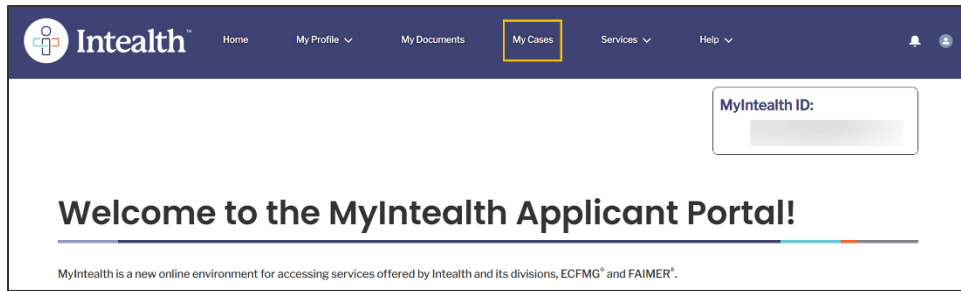 Intealth™ Home My Profile My Documents My Cases Services Help
MyIntealth ID:
Welcome to the MyIntealth Applicant Portal!
MyIntealth is a new online environment for accessing services offered by Intealth and its divisions, ECFMG® and FAIMER®.